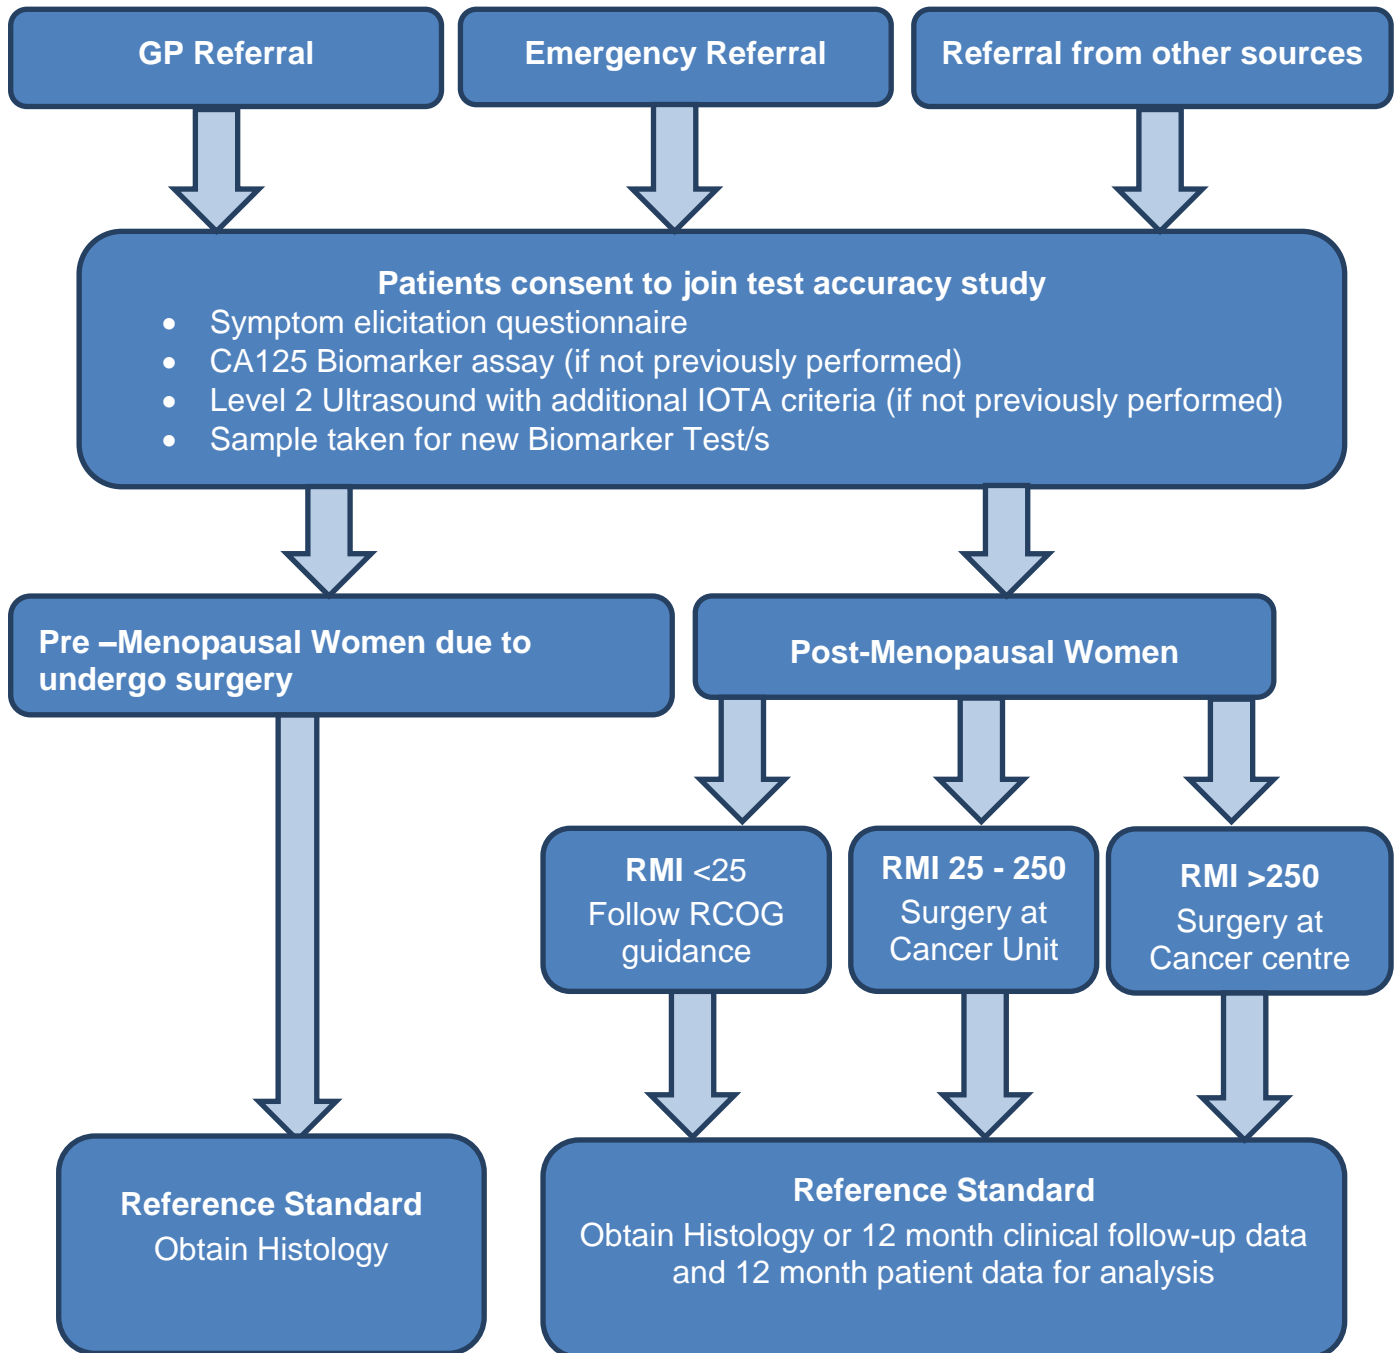 GP Referral
Emergency Referral
Referral from other sources
Patients consent to join test accuracy study
• Symptom elicitation questionnaire
• CA125 Biomarker assay (if not previously performed)
• Level 2 Ultrasound with additional IOTA criteria (if not previously performed)
• Sample taken for new Biomarker Test/s
Pre –Menopausal Women due to
undergo surgery
Post-Menopausal Women
RMI <25
Follow RCOG
guidance
RMI 25 - 250
Surgery at
Cancer Unit
RMI >250
Surgery at
Cancer centre
Reference Standard
Obtain Histology
Reference Standard
Obtain Histology or 12 month clinical follow-up data
and 12 month patient data for analysis